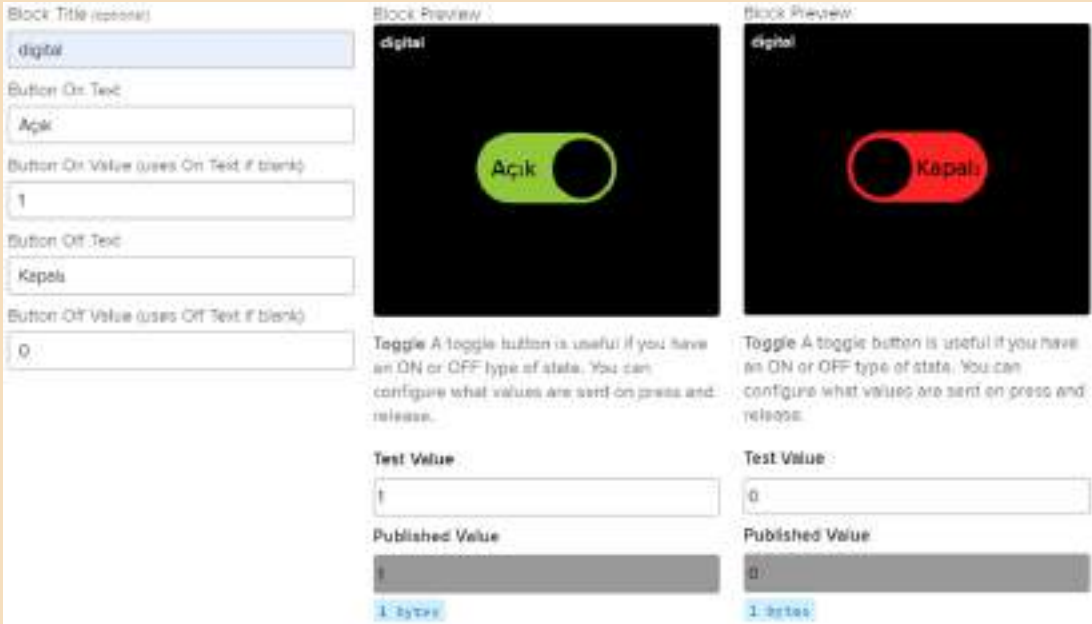 Block Title (optional)
digital
Button On Text
Açık
Button On Value (uses On Text if blank)
1
Button Off Text
Kapalı
Button Off Value (uses Off Text if blank)
0
Block Preview
digital
Açık
Toggle A toggle button is useful if you have
an ON or OFF type of state. You can
configure what values are sent on press and
release.
Test Value
1
Published Value
1
1 bytes
Block Preview
digital
Kapalı
Toggle A toggle button is useful if you have
an ON or OFF type of state. You can
configure what values are sent on press and
release.
Test Value
0
Published Value
0
1 bytes